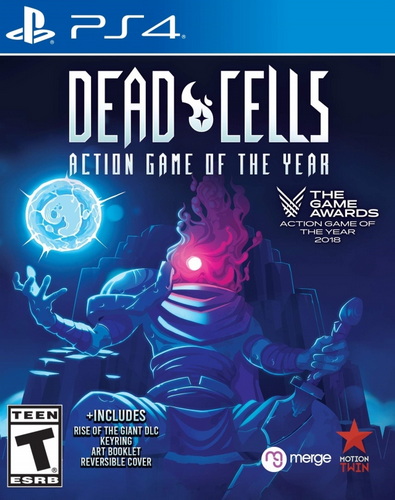 PS4
DEAD CELLS
ACTION GAME OF THE YEAR
THE
GAME
AWARDS
ACTION GAME OF
THE YEAR
2018
TEEN
T
ESRB
+INCLUDES
RISE OF THE GIANT DLC
KEYRING
ART BOOKLET
REVERSIBLE COVER
merge
MOTION
TWIN